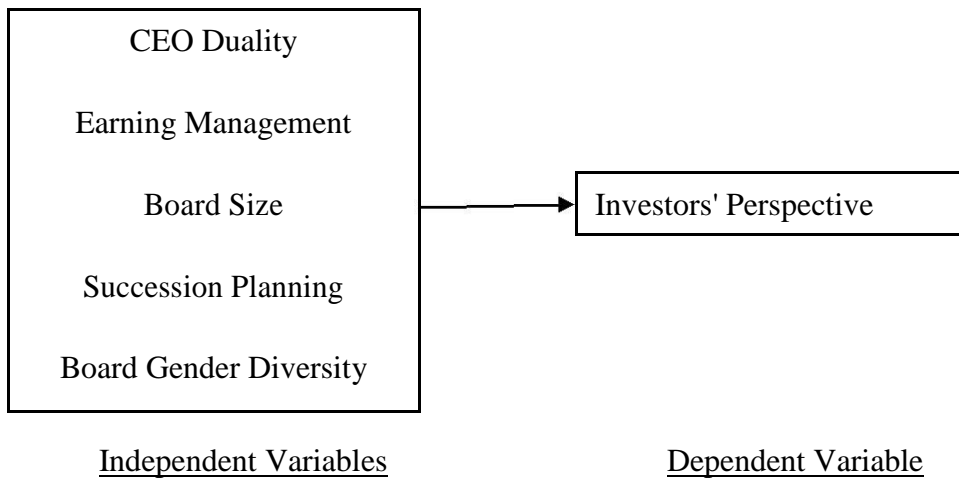 CEO Duality
Earning Management
Board Size
Succession Planning
Board Gender Diversity
Investors' Perspective
Independent Variables
Dependent Variable